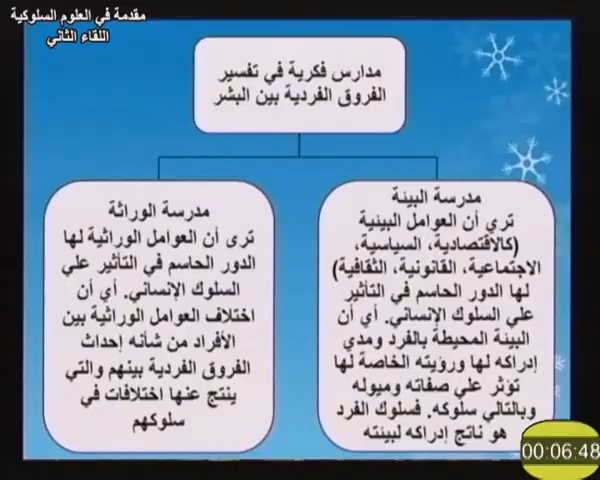 مقدمة في العلوم السلوكية
اللقاء الثاني
مدارس فكرية في تفسير
الفروق الفردية بين البشر
مدرسة البيئة
تري أن العوامل البيئية
(كالاقتصادية، السياسية،
الاجتماعية، القانونية، الثقافية)
لها الدور الحاسم في التأثير
علي السلوك الإنساني. أي أن
البيئة المحيطة بالفرد ومدي
إدراكه لها ورؤيته الخاصة لها
تؤثر علي صفاته وميوله
وبالتالي سلوكه. فسلوك الفرد
هو ناتج إدراكه لبيئته
مدرسة الوراثة
ترى أن العوامل الوراثية لها
الدور الحاسم في التأثير علي
السلوك الإنساني. أي أن
اختلاف العوامل الوراثية بين
الأفراد من شأنه إحداث
الفروق الفردية بينهم والتي
ينتج عنها اختلافات في
سلوكهم
00:06:48